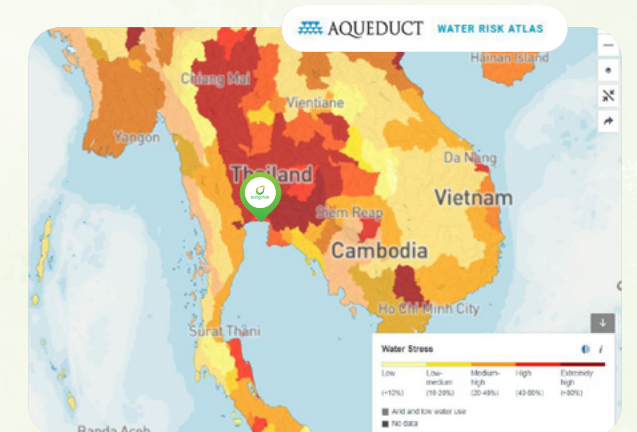 AQUEDUCT WATER RISK ATLAS
Hainan Island
Chiang Mai
Vientiane
Yangon
Da Nang
Thailand
Vietnam
Siem Reap
Cambodia
Ho Chi Minh City
Surat Thani
Water Stress
Low
Low-medium
Medium-high
High
Extremely high
(<10%)
(10-20%)
(20-40%)
(40-80%)
(>80%)
Arid and low water use
No data
Banda Aceh